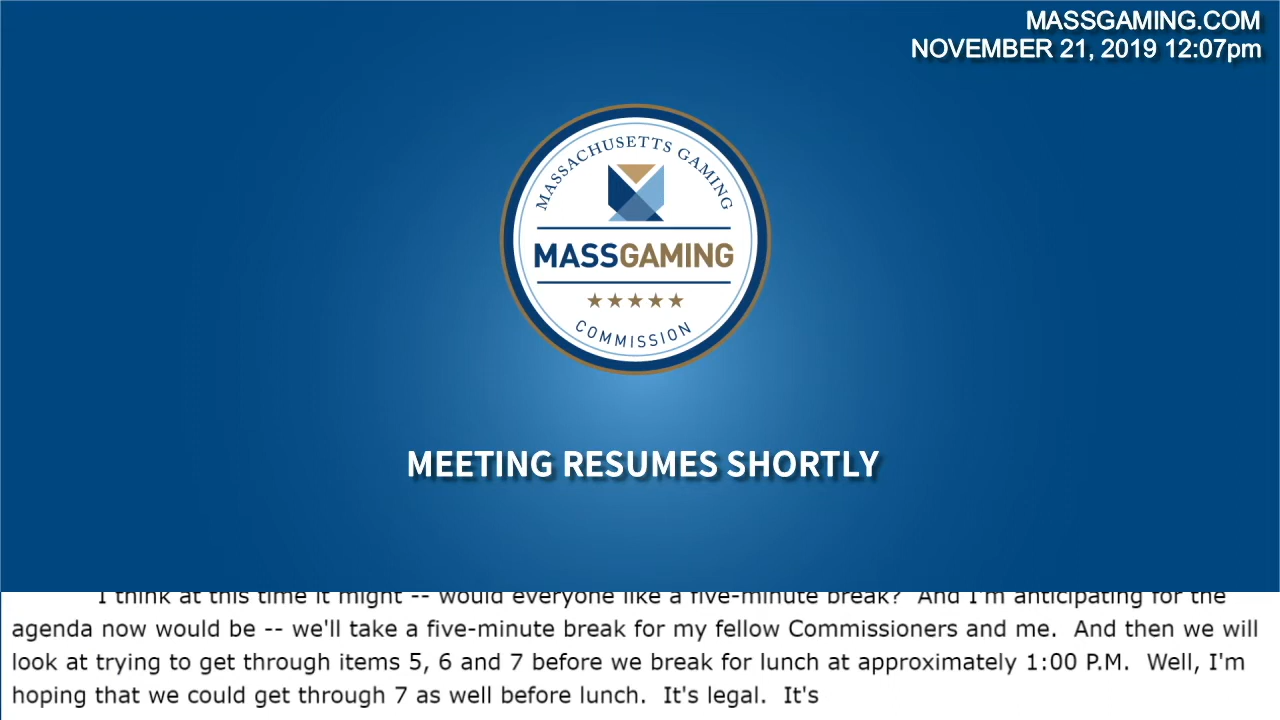 MASSGAMING.COM
NOVEMBER 21, 2019 12:07pm
MASSACHUSETTS GAMING
MASSGAMING
COMMISSION
MEETING RESUMES SHORTLY
I think at this time it might -- would everyone like a five-minute break?  And I'm anticipating for the
agenda now would be -- we'll take a five-minute break for my fellow Commissioners and me.  And then we will
look at trying to get through items 5, 6 and 7 before we break for lunch at approximately 1:00 P.M.  Well, I'm
hoping that we could get through 7 as well before lunch.  It's legal.  It's